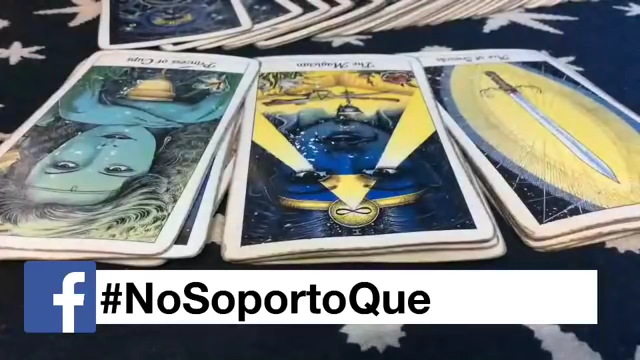 Princess of Cups
The Magician
Ace of Swords
f #NoSoportoQue